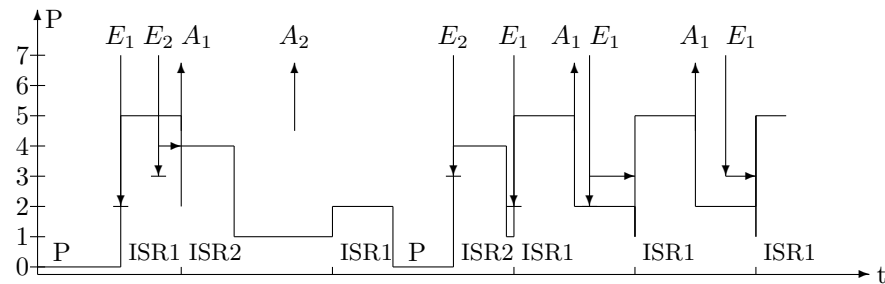 P
E₁ E₂ A₁ A₂ E₂ E₁ A₁ E₁ A₁ E₁
7
6
5
4
3
2
1
P ISR1 ISR2 ISR1 P ISR2 ISR1 ISR1 ISR1
0
t